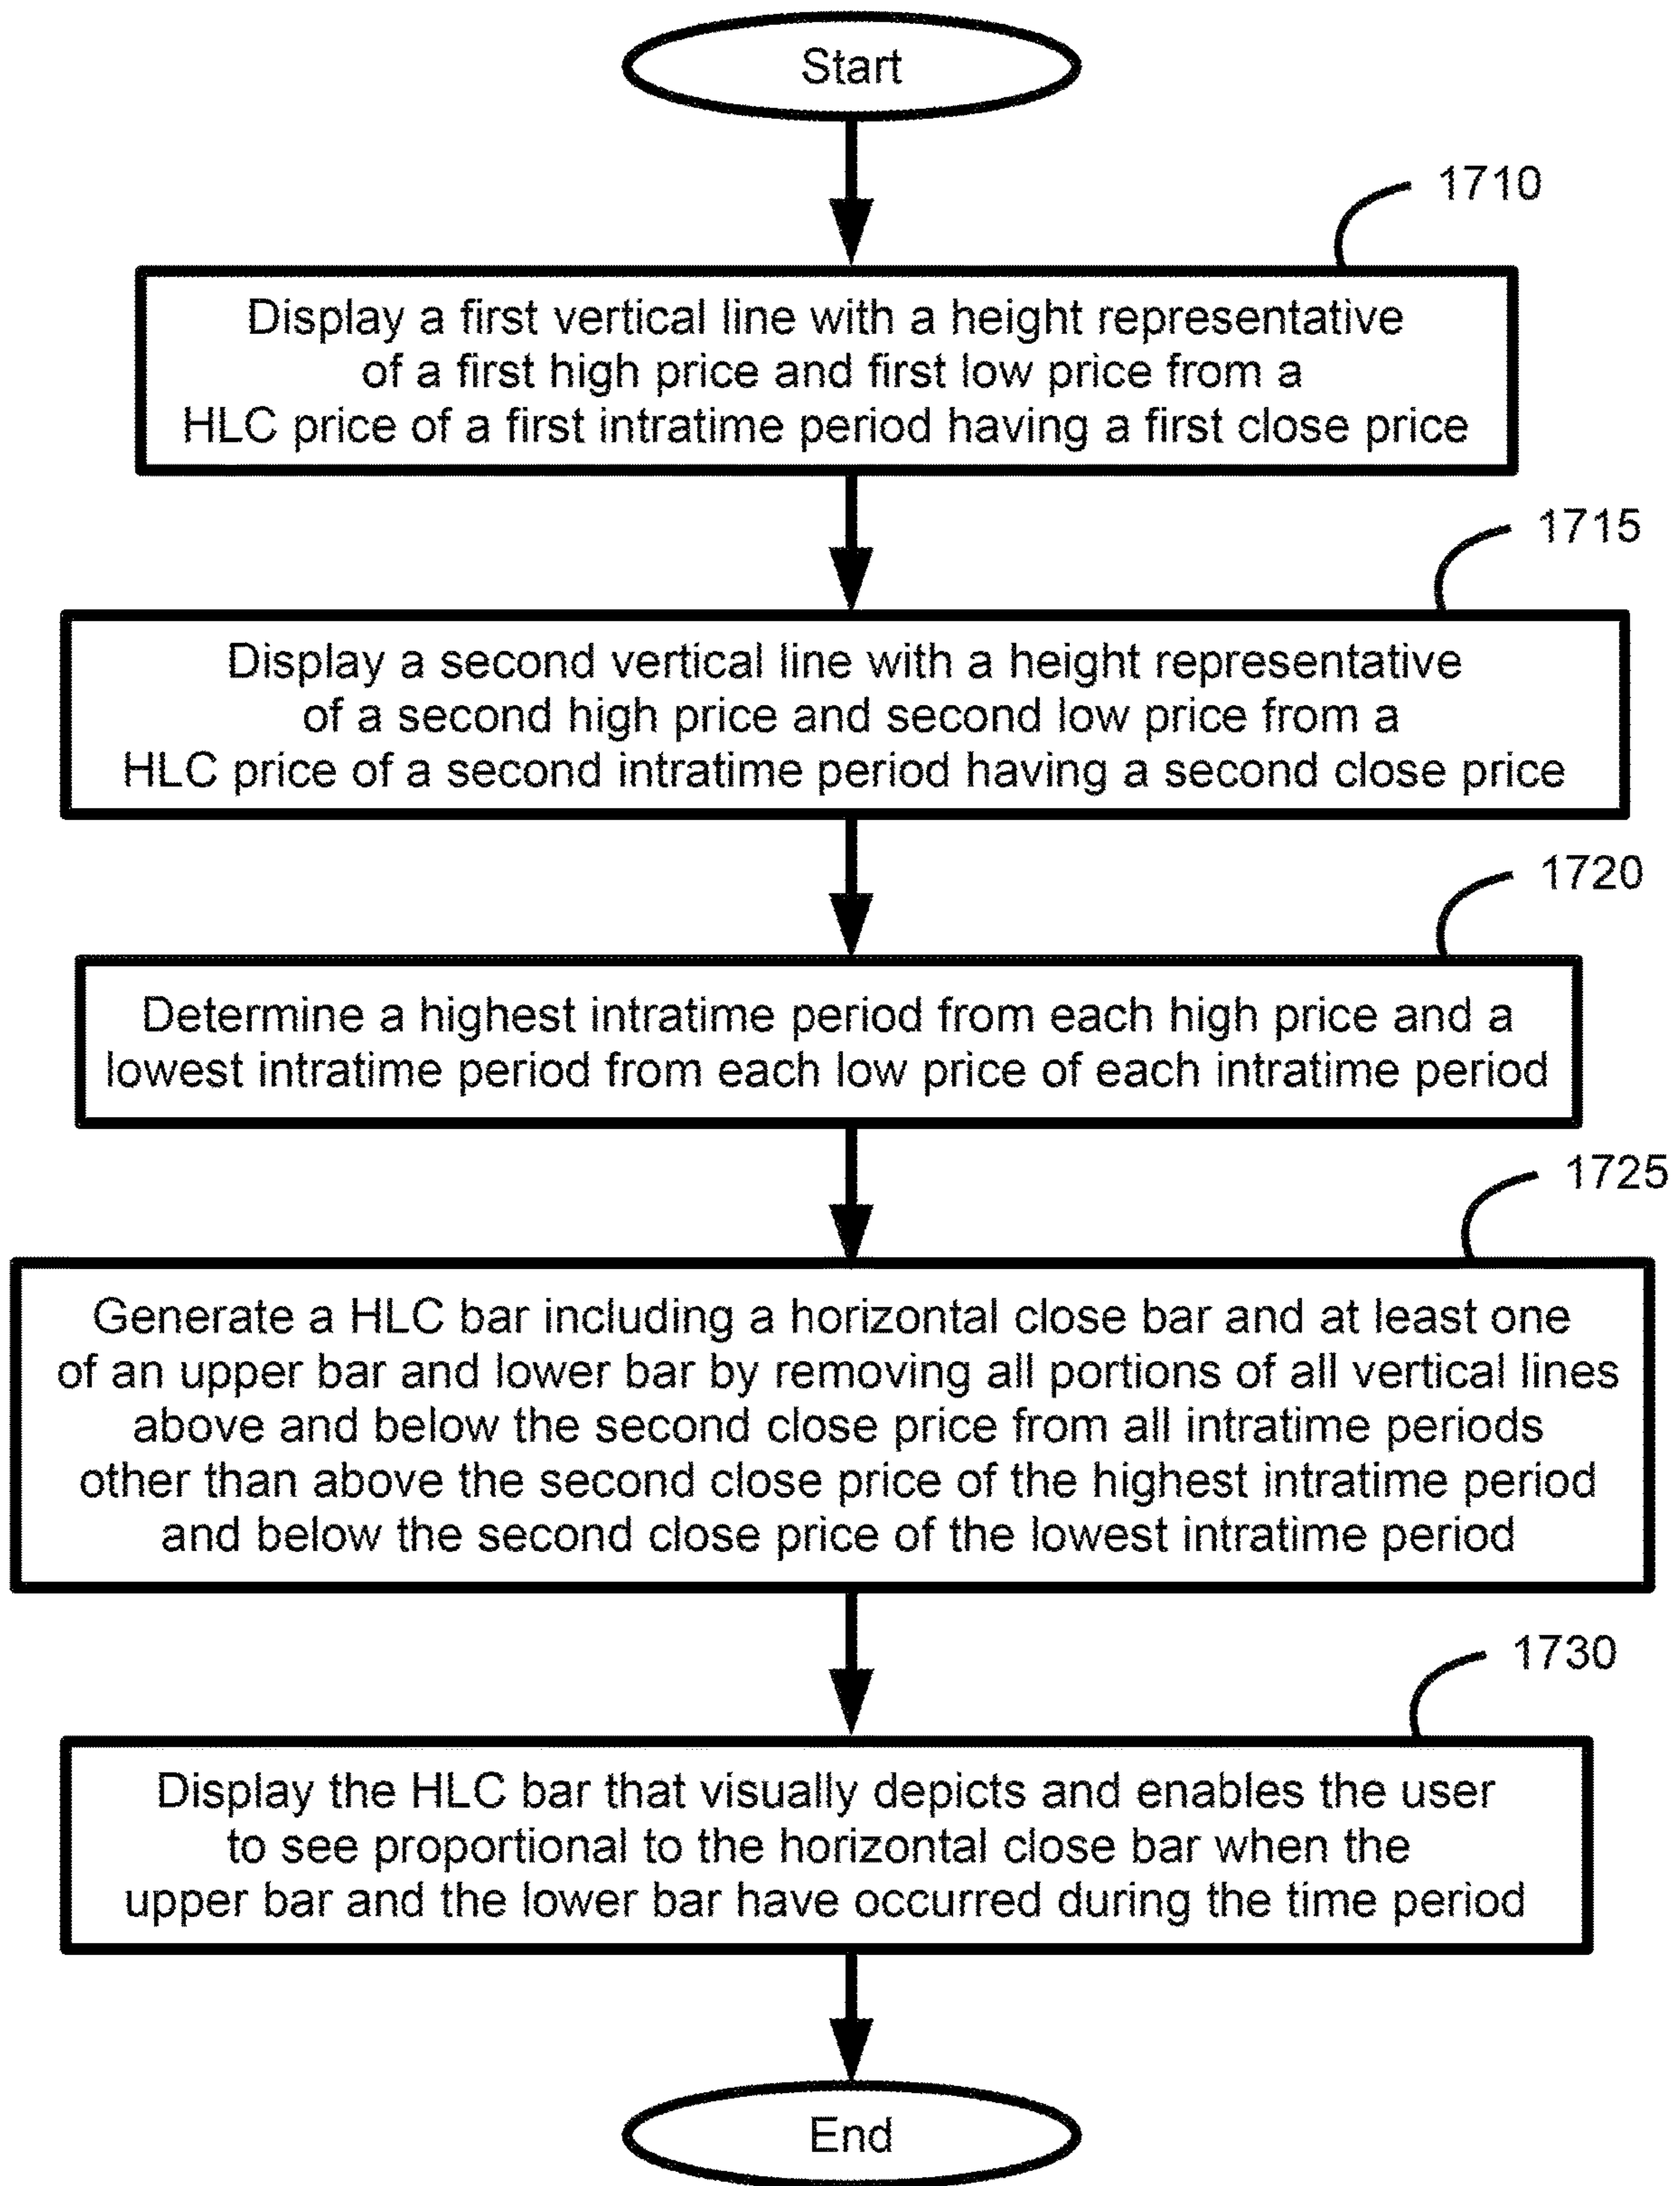 Start
1710
Display a first vertical line with a height representative
of a first high price and first low price from a
HLC price of a first intratime period having a first close price
1715
Display a second vertical line with a height representative
of a second high price and second low price from a
HLC price of a second intratime period having a second close price
1720
Determine a highest intratime period from each high price and a
lowest intratime period from each low price of each intratime period
1725
Generate a HLC bar including a horizontal close bar and at least one
of an upper bar and lower bar by removing all portions of all vertical lines
above and below the second close price from all intratime periods
other than above the second close price of the highest intratime period
and below the second close price of the lowest intratime period
1730
Display the HLC bar that visually depicts and enables the user
to see proportional to the horizontal close bar when the
upper bar and the lower bar have occurred during the time period
End